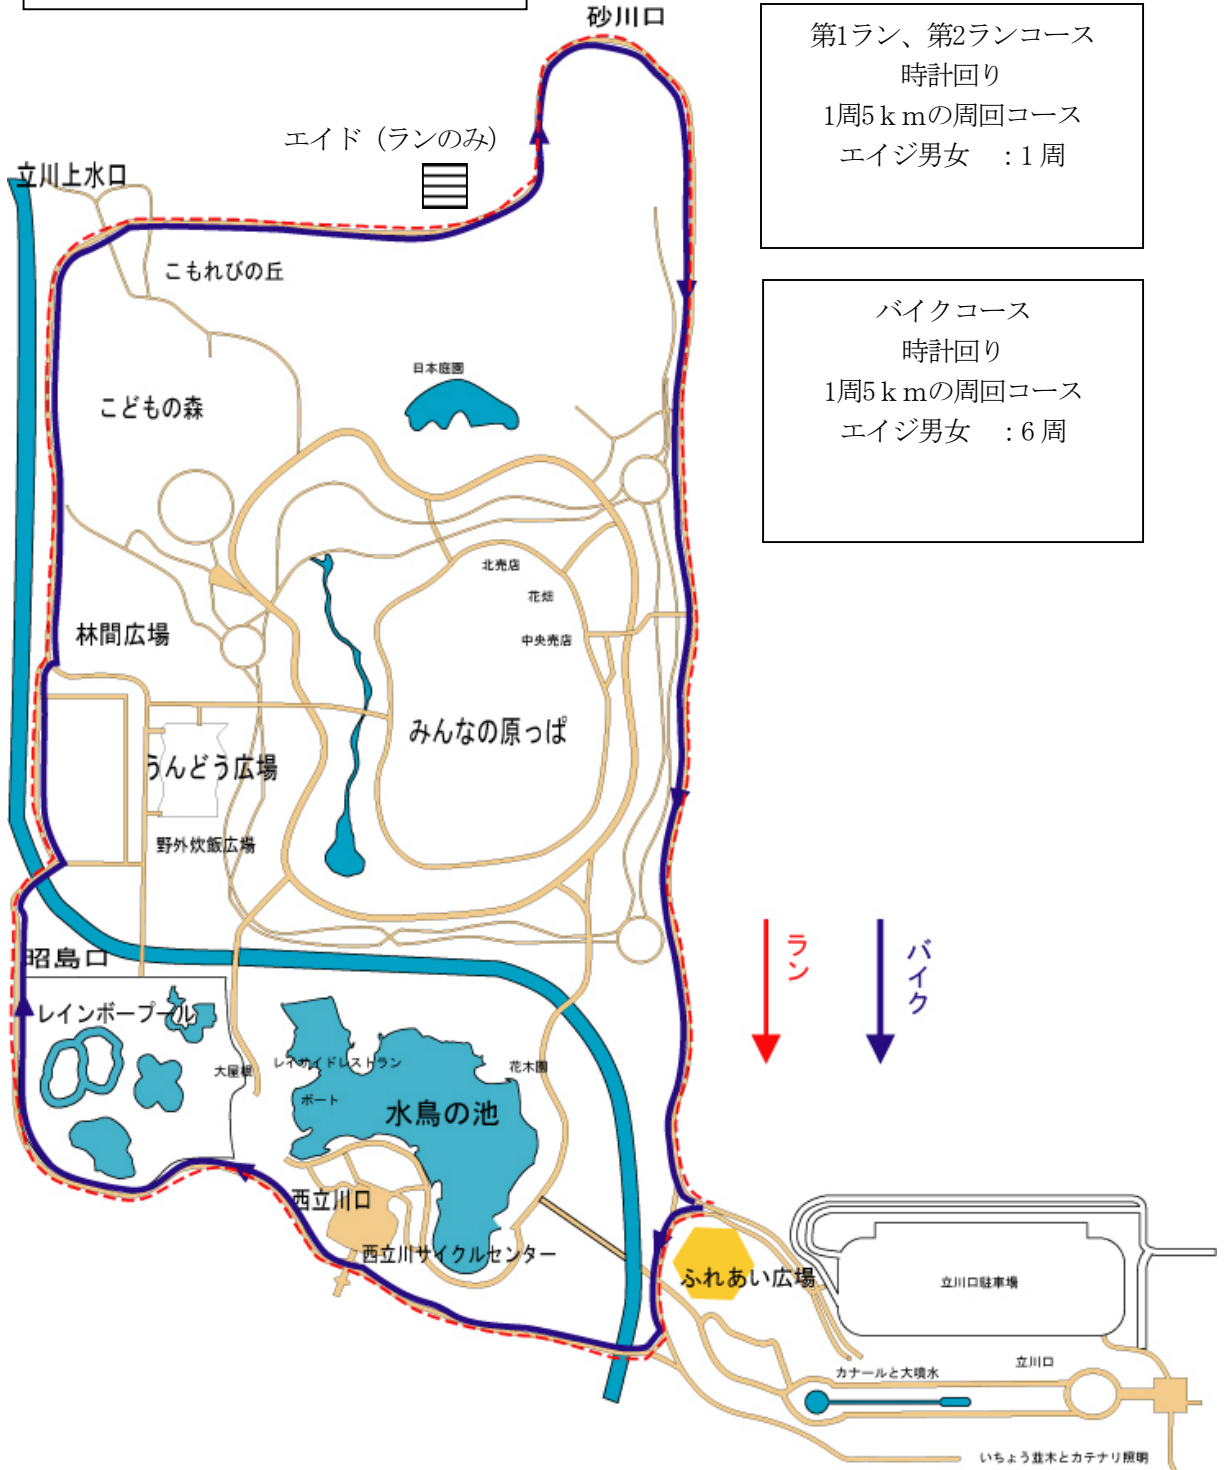 砂川口
第1ラン、第2ランコース
時計回り
1周5ｋｍの周回コース
エイジ男女　：1周
エイド（ランのみ）
立川上水口
こもれびの丘
バイクコース
時計回り
1周5ｋｍの周回コース
エイジ男女　：6周
日本庭園
こどもの森
北売店
花畑
林間広場
中央売店
みんなの原っぱ
うんどう広場
野外炊飯広場
ラン
バイク
昭島口
レインボープール
大屋根
レイサイドレストラン
花木園
ボート
水鳥の池
西立川口
西立川サイクルセンター
ふれあい広場
立川口駐車場
カナールと大噴水
立川口
いちょう並木とカテナリ照明